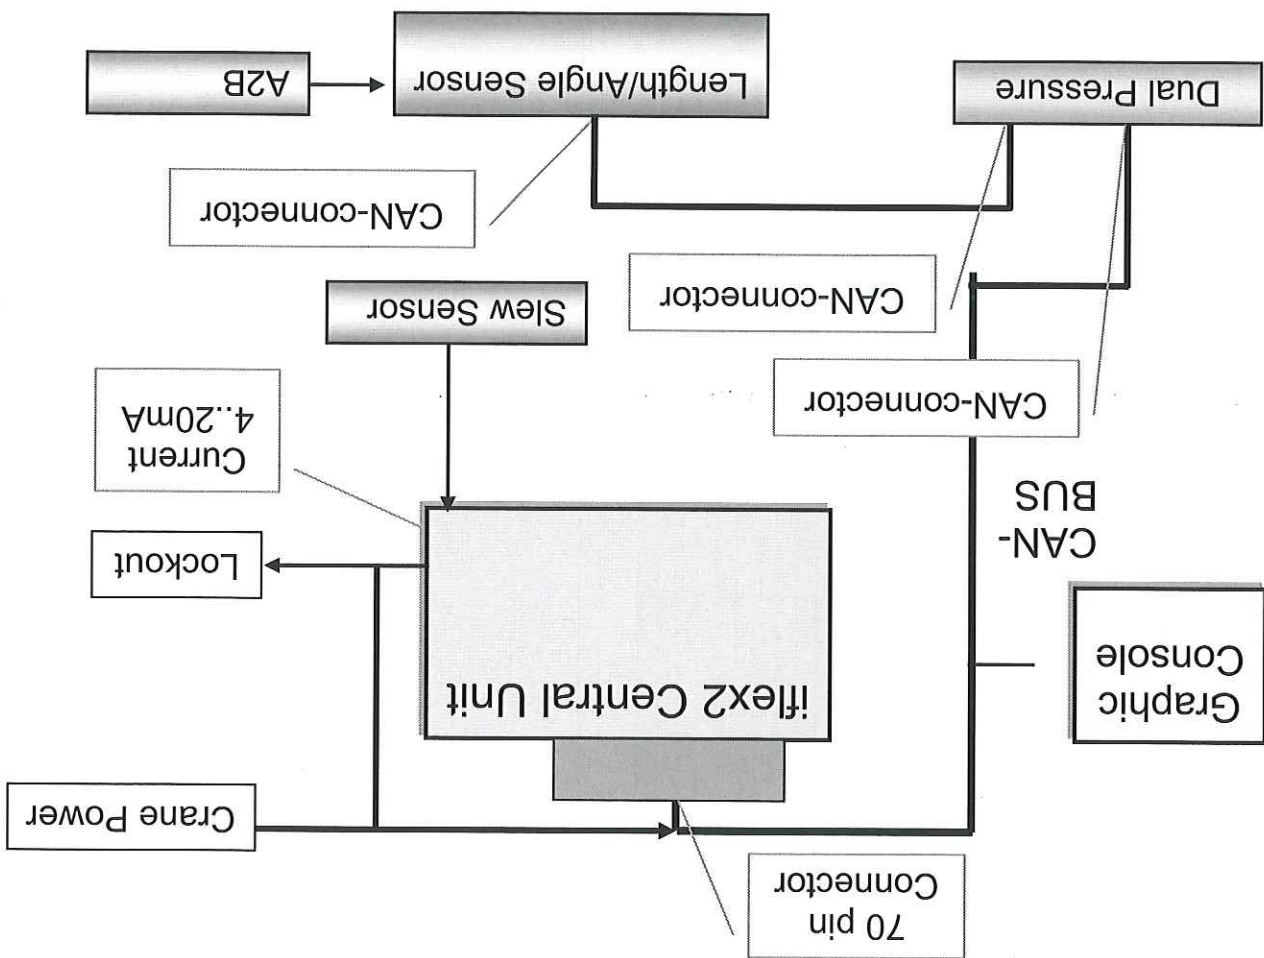 70 pin
Connector
Crane Power
Graphic
Console
iflex2 Central Unit
CAN-
BUS
Lockout
Current
4..20mA
CAN-connector
Slew Sensor
CAN-connector
CAN-connector
Dual Pressure
Length/Angle Sensor
A2B